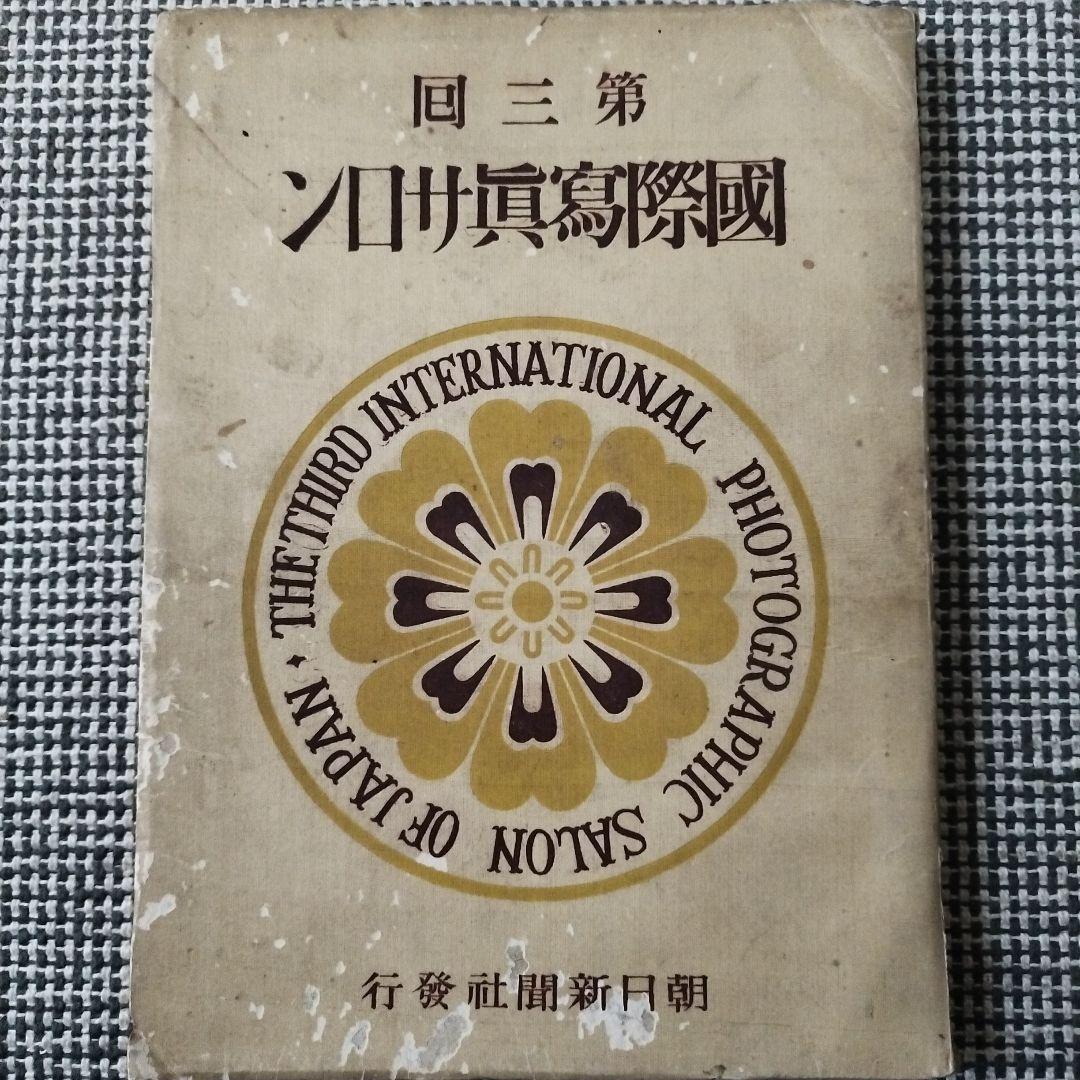 第三囘
國際寫眞サロン
THE THIRD INTERNATIONAL PHOTOGRAPHIC SALON OF JAPAN ·
朝日新聞社發行